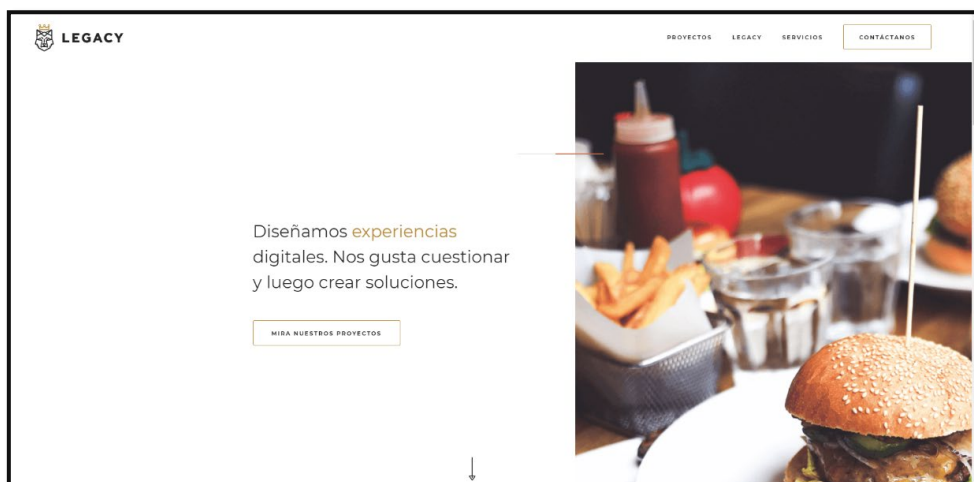 LEGACY
PROYECTOS LEGACY SERVICIOS CONTÁCTANOS
Diseñamos experiencias
digitales. Nos gusta cuestionar
y luego crear soluciones.
MIRA NUESTROS PROYECTOS